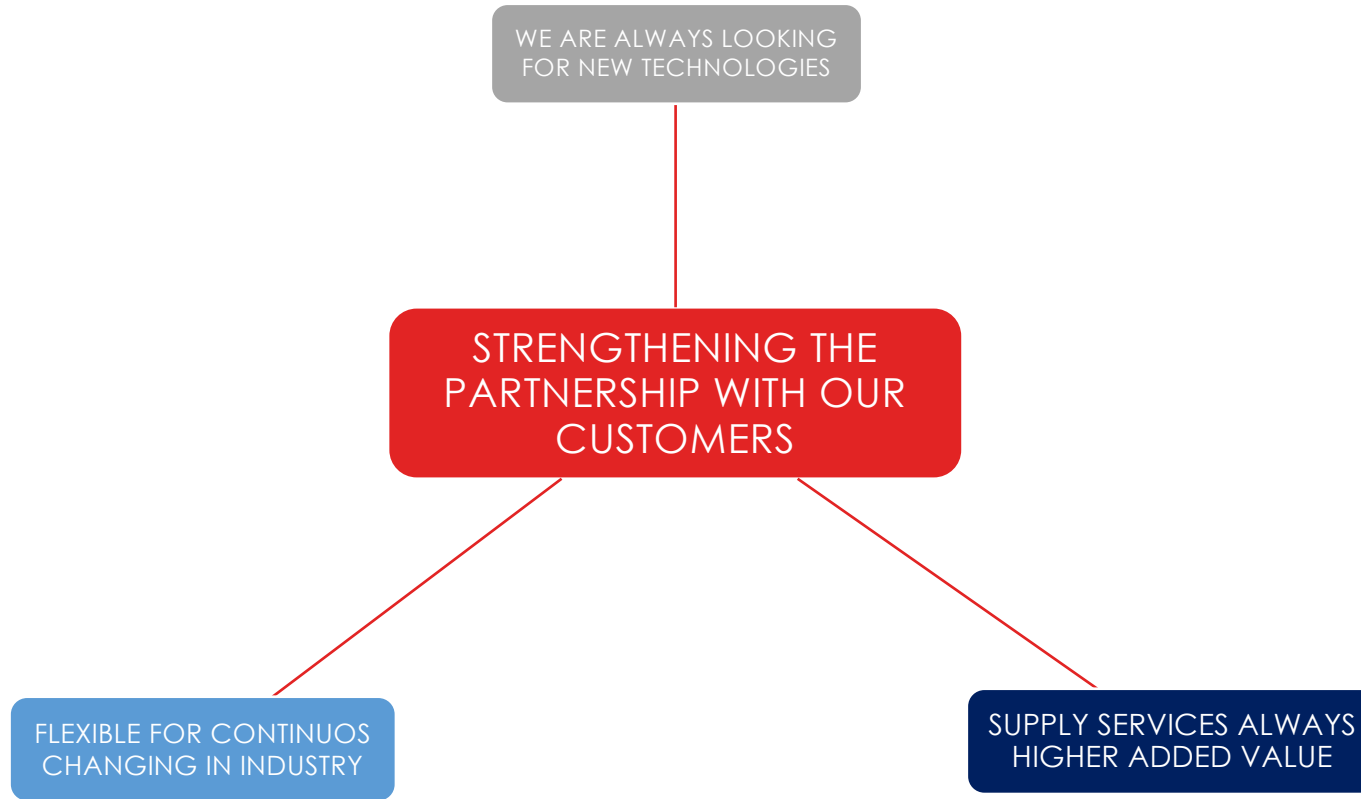 WE ARE ALWAYS LOOKING
FOR NEW TECHNOLOGIES
STRENGTHENING THE
PARTNERSHIP WITH OUR
CUSTOMERS
FLEXIBLE FOR CONTINUOS
CHANGING IN INDUSTRY
SUPPLY SERVICES ALWAYS
HIGHER ADDED VALUE